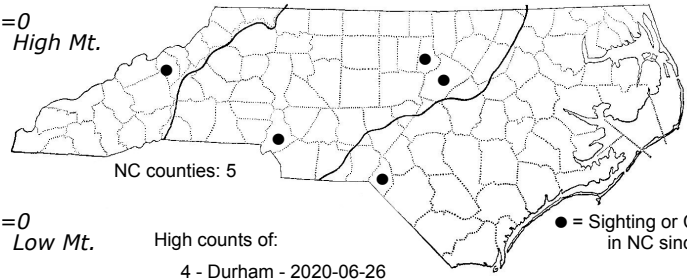 =0
High Mt.
NC counties: 5
=0
Low Mt.
High counts of:
4 - Durham - 2020-06-26
● = Sighting or
in NC sinc